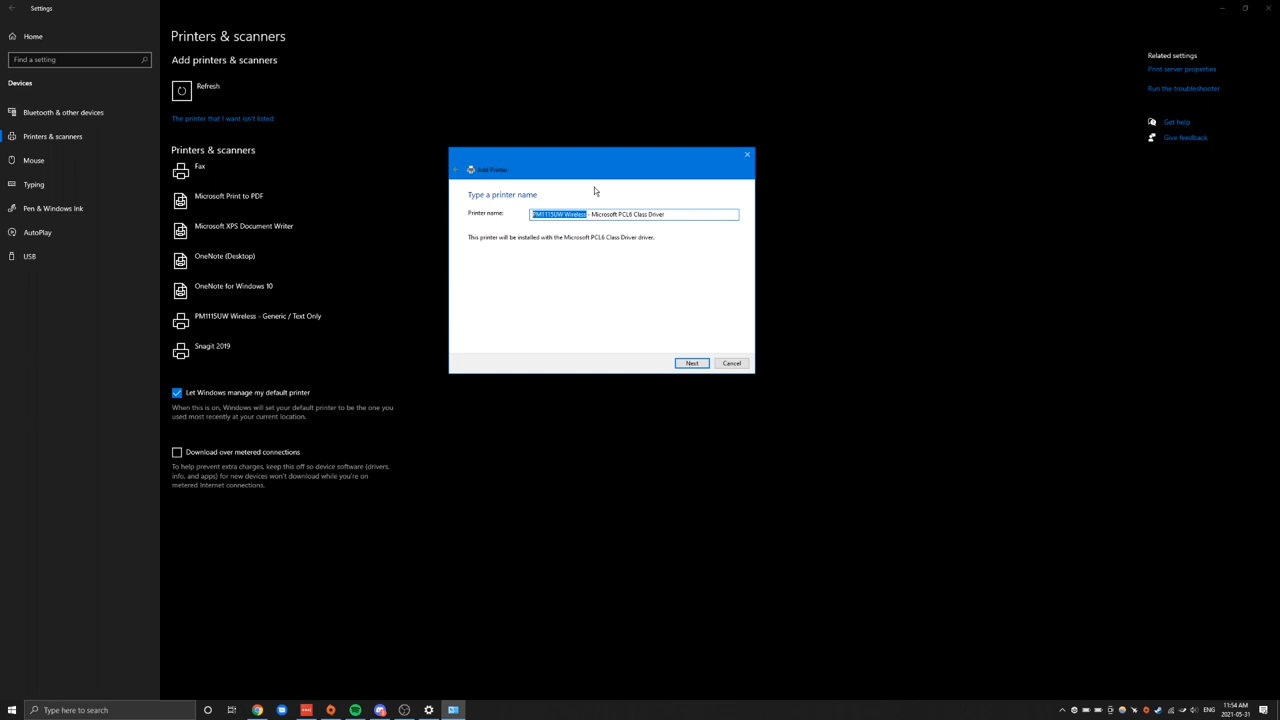 Settings
Home
Find a setting
Devices
Bluetooth & other devices
Printers & scanners
Mouse
Typing
Pen & Windows Ink
AutoPlay
USB
Printers & scanners
Add printers & scanners
Refresh
The printer that I want isn't listed
Printers & scanners
Fax
Microsoft Print to PDF
Microsoft XPS Document Writer
OneNote (Desktop)
OneNote for Windows 10
PM1115UW Wireless - Generic / Text Only
Snagit 2019
Let Windows manage my default printer
When this is on, Windows will set your default printer to be the one you
used most recently at your current location.
Download over metered connections
To help prevent extra charges, keep this off so device software (drivers,
info, and apps) for new devices won't download while you're on
metered Internet connections.
Add Printer
Type a printer name
Printer name:
PM1115UW Wireless - Microsoft PCL6 Class Driver
This printer will be installed with the Microsoft PCL6 Class Driver driver.
Next
Cancel
Related settings
Print server properties
Run the troubleshooter
Get help
Give feedback
Type here to search
ENG
11:54 AM
2021-05-31